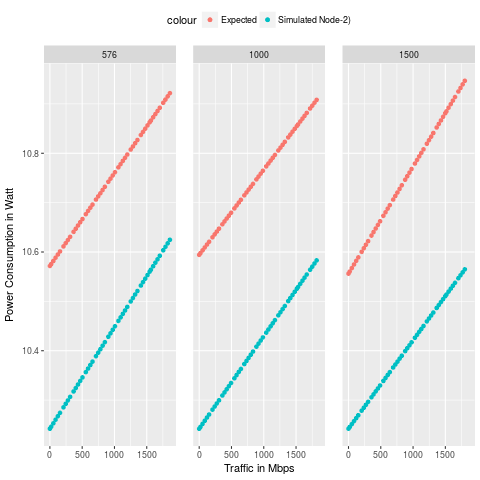 colour Expected Simulated Node-2)
576 1000 1500
Power Consumption in Watt
10.8
10.6
10.4
0 500 1000 1500 0 500 1000 1500 0 500 1000 1500
Traffic in Mbps